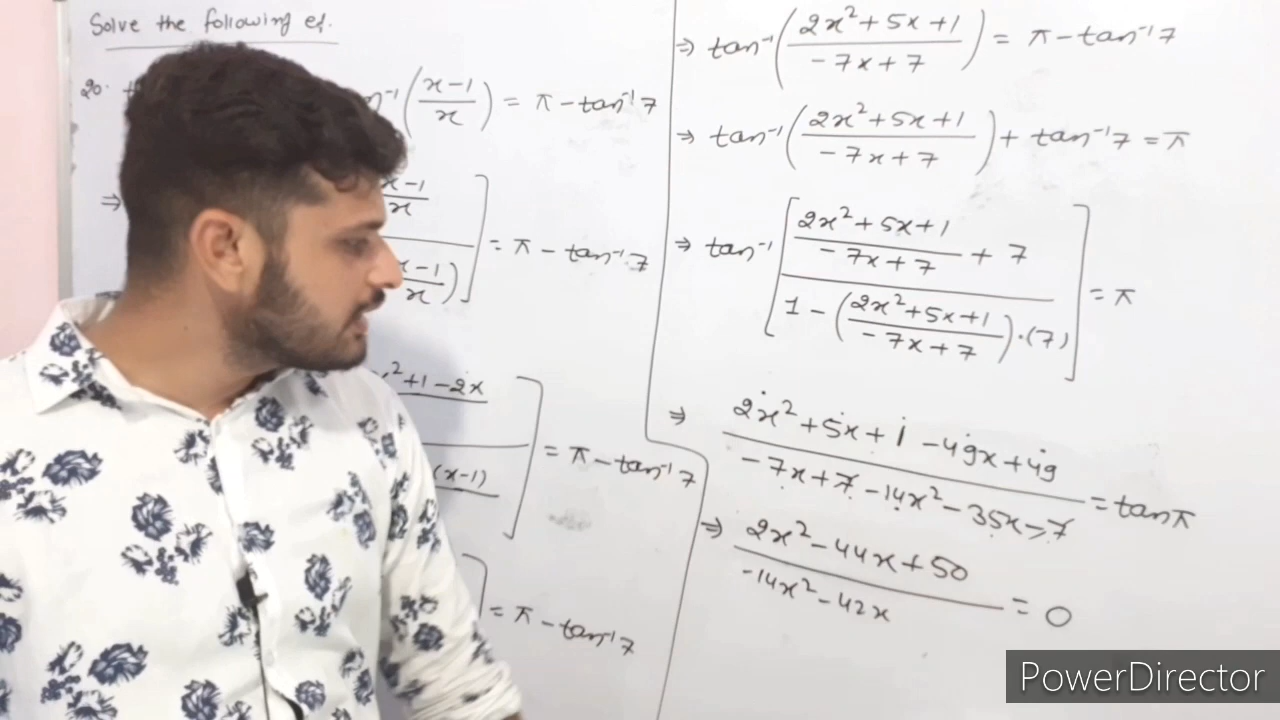 Solve the following eq.
20. (x-1/x) = π - tan⁻¹7
⇒ x-1/x
x-1/x)] = π - tan⁻¹7
²+1-2x
(x-1)] = π - tan⁻¹7
] = π - tan⁻¹7
⇒ tan⁻¹(2x²+5x+1/-7x+7) = π - tan⁻¹7
⇒ tan⁻¹(2x²+5x+1/-7x+7) + tan⁻¹7 = π
⇒ tan⁻¹[2x²+5x+1/-7x+7 + 7
1 - (2x²+5x+1/-7x+7)·(7)] = π
⇒ 2x²+5x+1-49x+49
-7x+7-14x²-35x-7 = tanπ
⇒ 2x²-44x+50
-14x²-42x = 0
PowerDirector